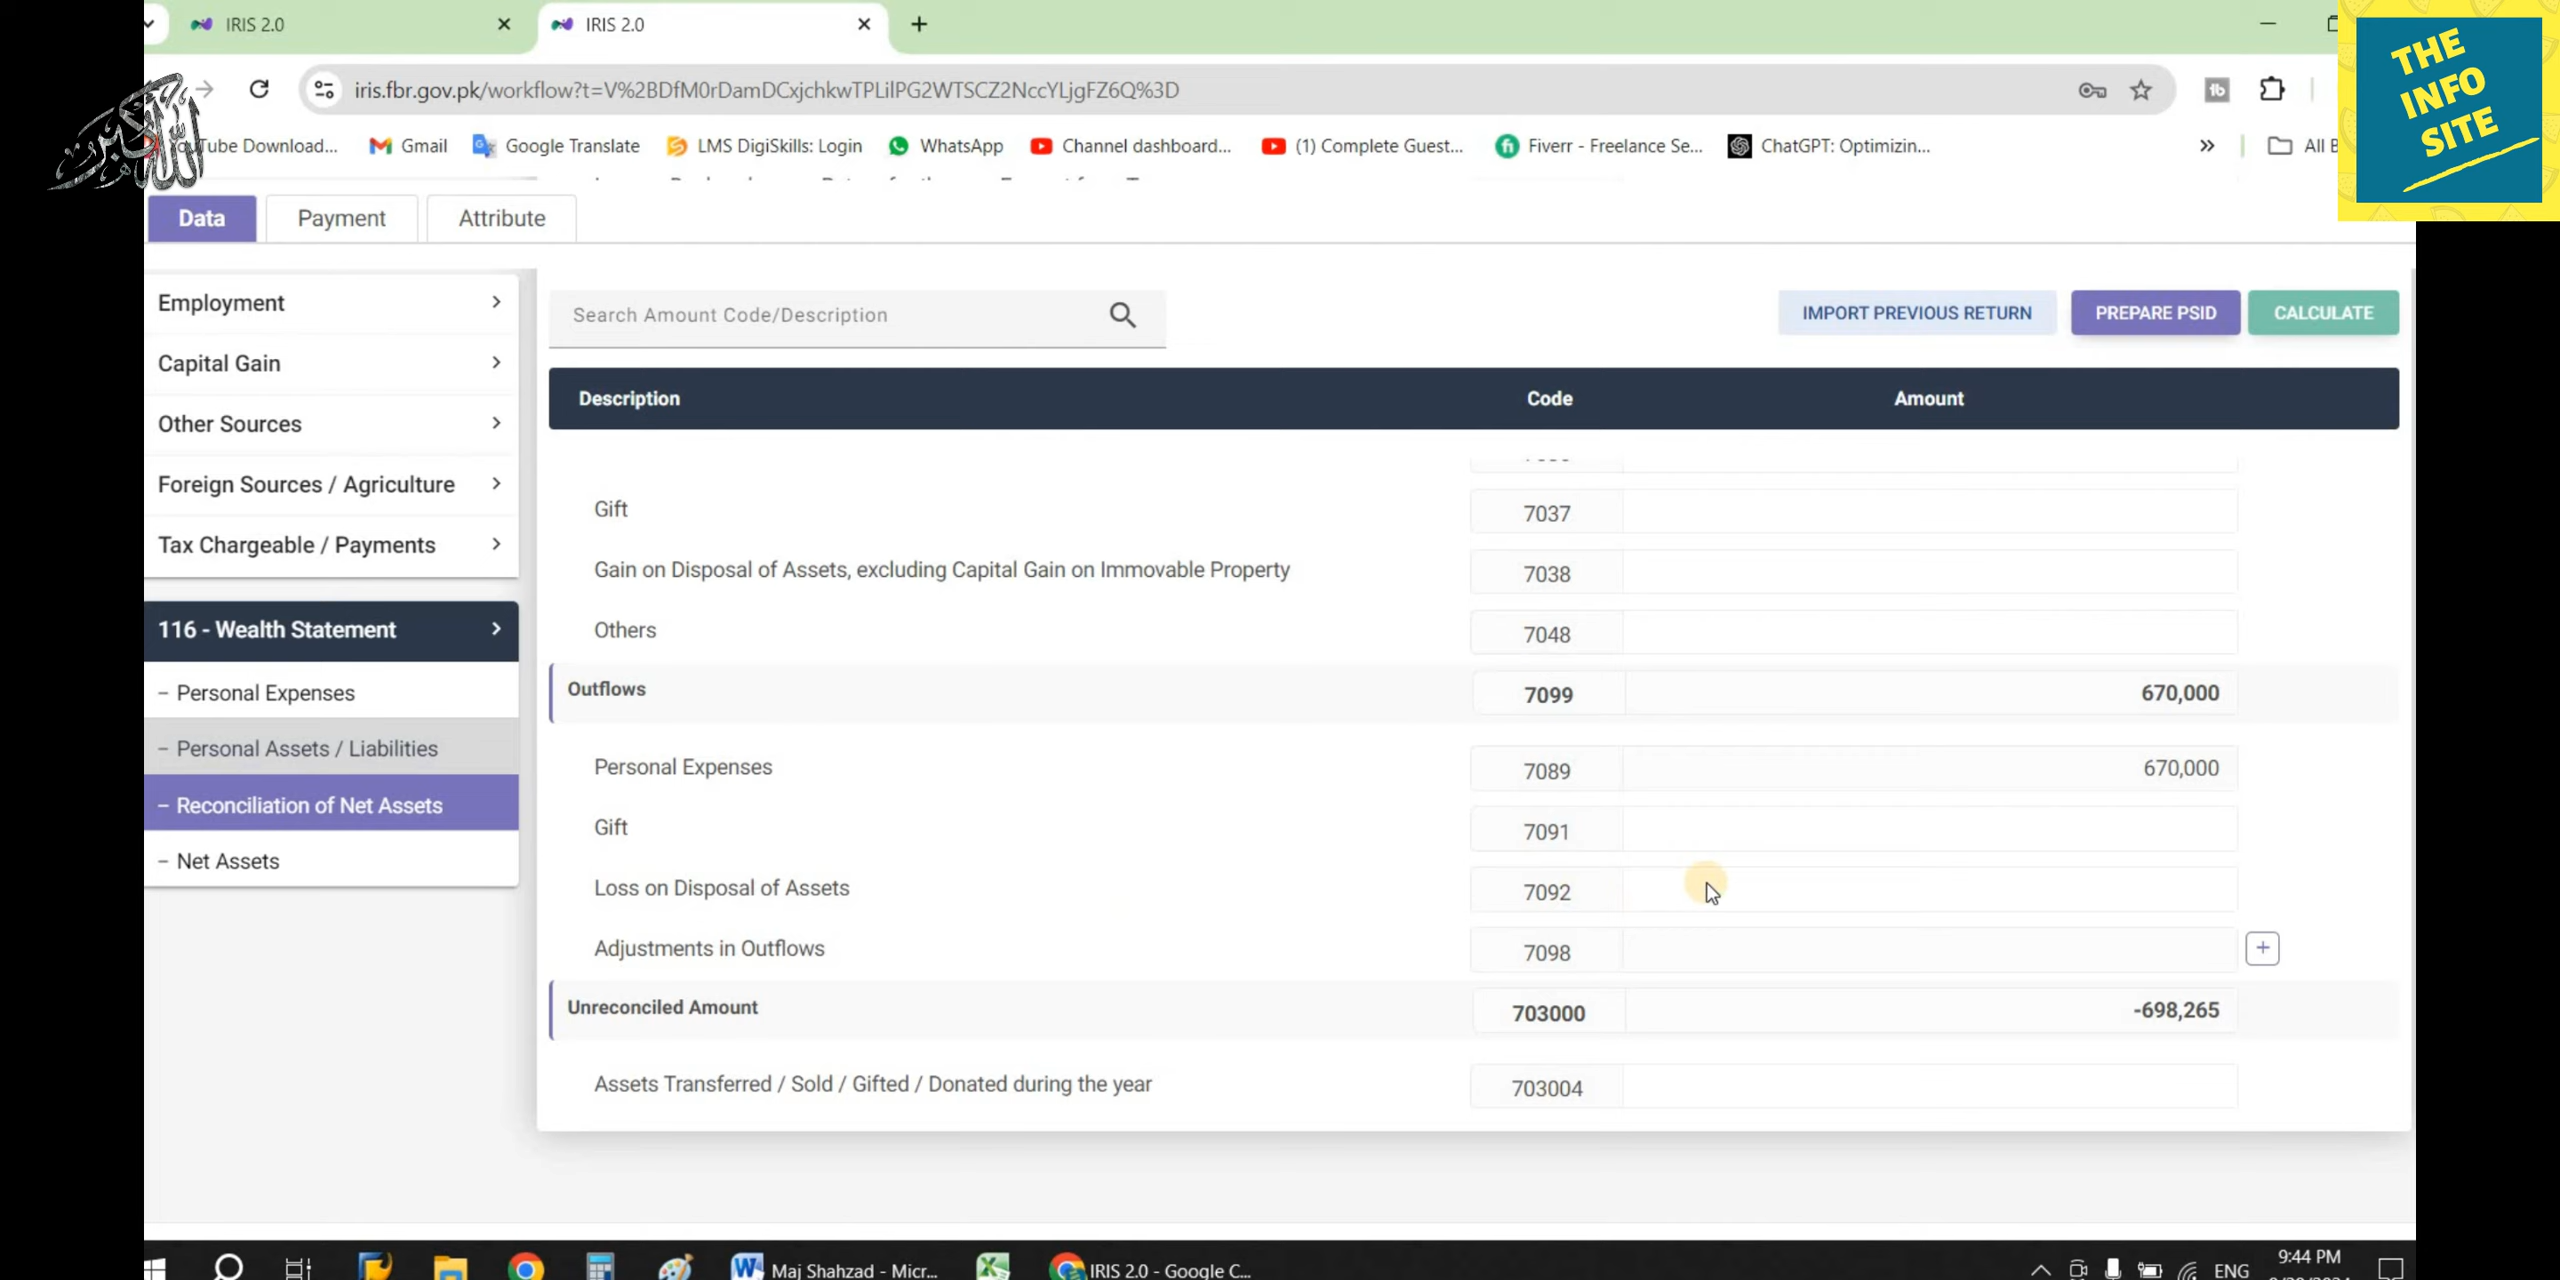 IRIS 2.0
IRIS 2.0
THE
INFO
SITE
iris.fbr.gov.pk/workflow?t=V%2BDfM0rDamDCxjchkwTPLilPG2WTSCZ2NccYLjgFZ6Q%3D
الله اكبر
Tube Download... Gmail Google Translate LMS DigiSkills: Login WhatsApp Channel dashboard... (1) Complete Guest... Fiverr - Freelance Se... ChatGPT: Optimizin... » All
Data Payment Attribute
Employment
Search Amount Code/Description
IMPORT PREVIOUS RETURN PREPARE PSID CALCULATE
Capital Gain
Other Sources
Foreign Sources / Agriculture
Tax Chargeable / Payments
116 - Wealth Statement
– Personal Expenses
– Personal Assets / Liabilities
– Reconciliation of Net Assets
– Net Assets
Description Code Amount
Gift 7037
Gain on Disposal of Assets, excluding Capital Gain on Immovable Property 7038
Others 7048
Outflows 7099 670,000
Personal Expenses 7089 670,000
Gift 7091
Loss on Disposal of Assets 7092
Adjustments in Outflows 7098 +
Unreconciled Amount 703000 -698,265
Assets Transferred / Sold / Gifted / Donated during the year 703004
Maj Shahzad - Micr... IRIS 2.0 - Google C... ENG 9:44 PM